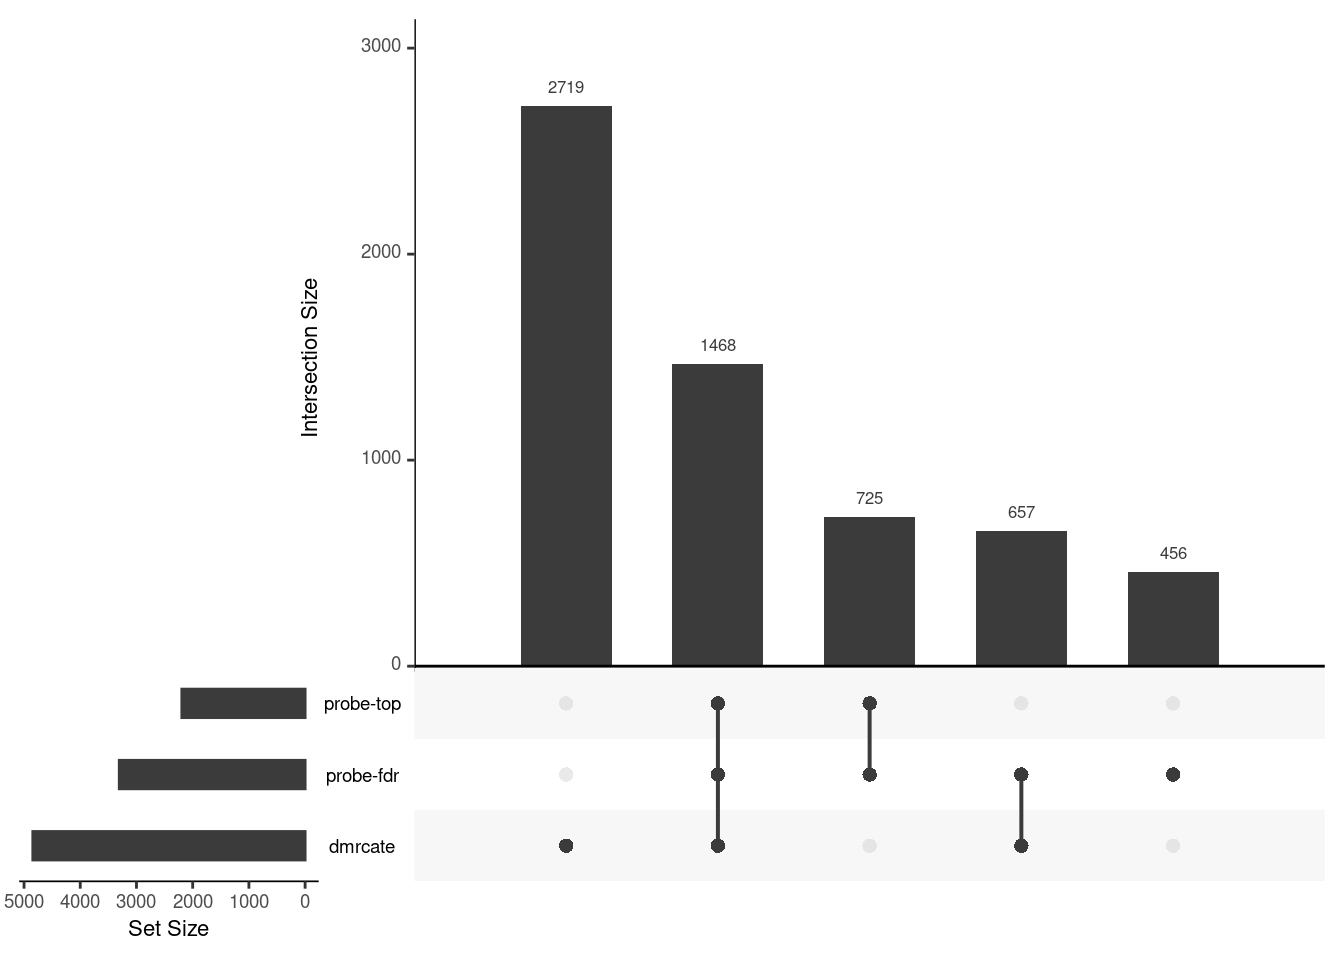 3000
2719
2000
1468
Intersection Size
1000
725
657
456
0
probe-top
probe-fdr
dmrcate
5000 4000 3000 2000 1000 0
Set Size